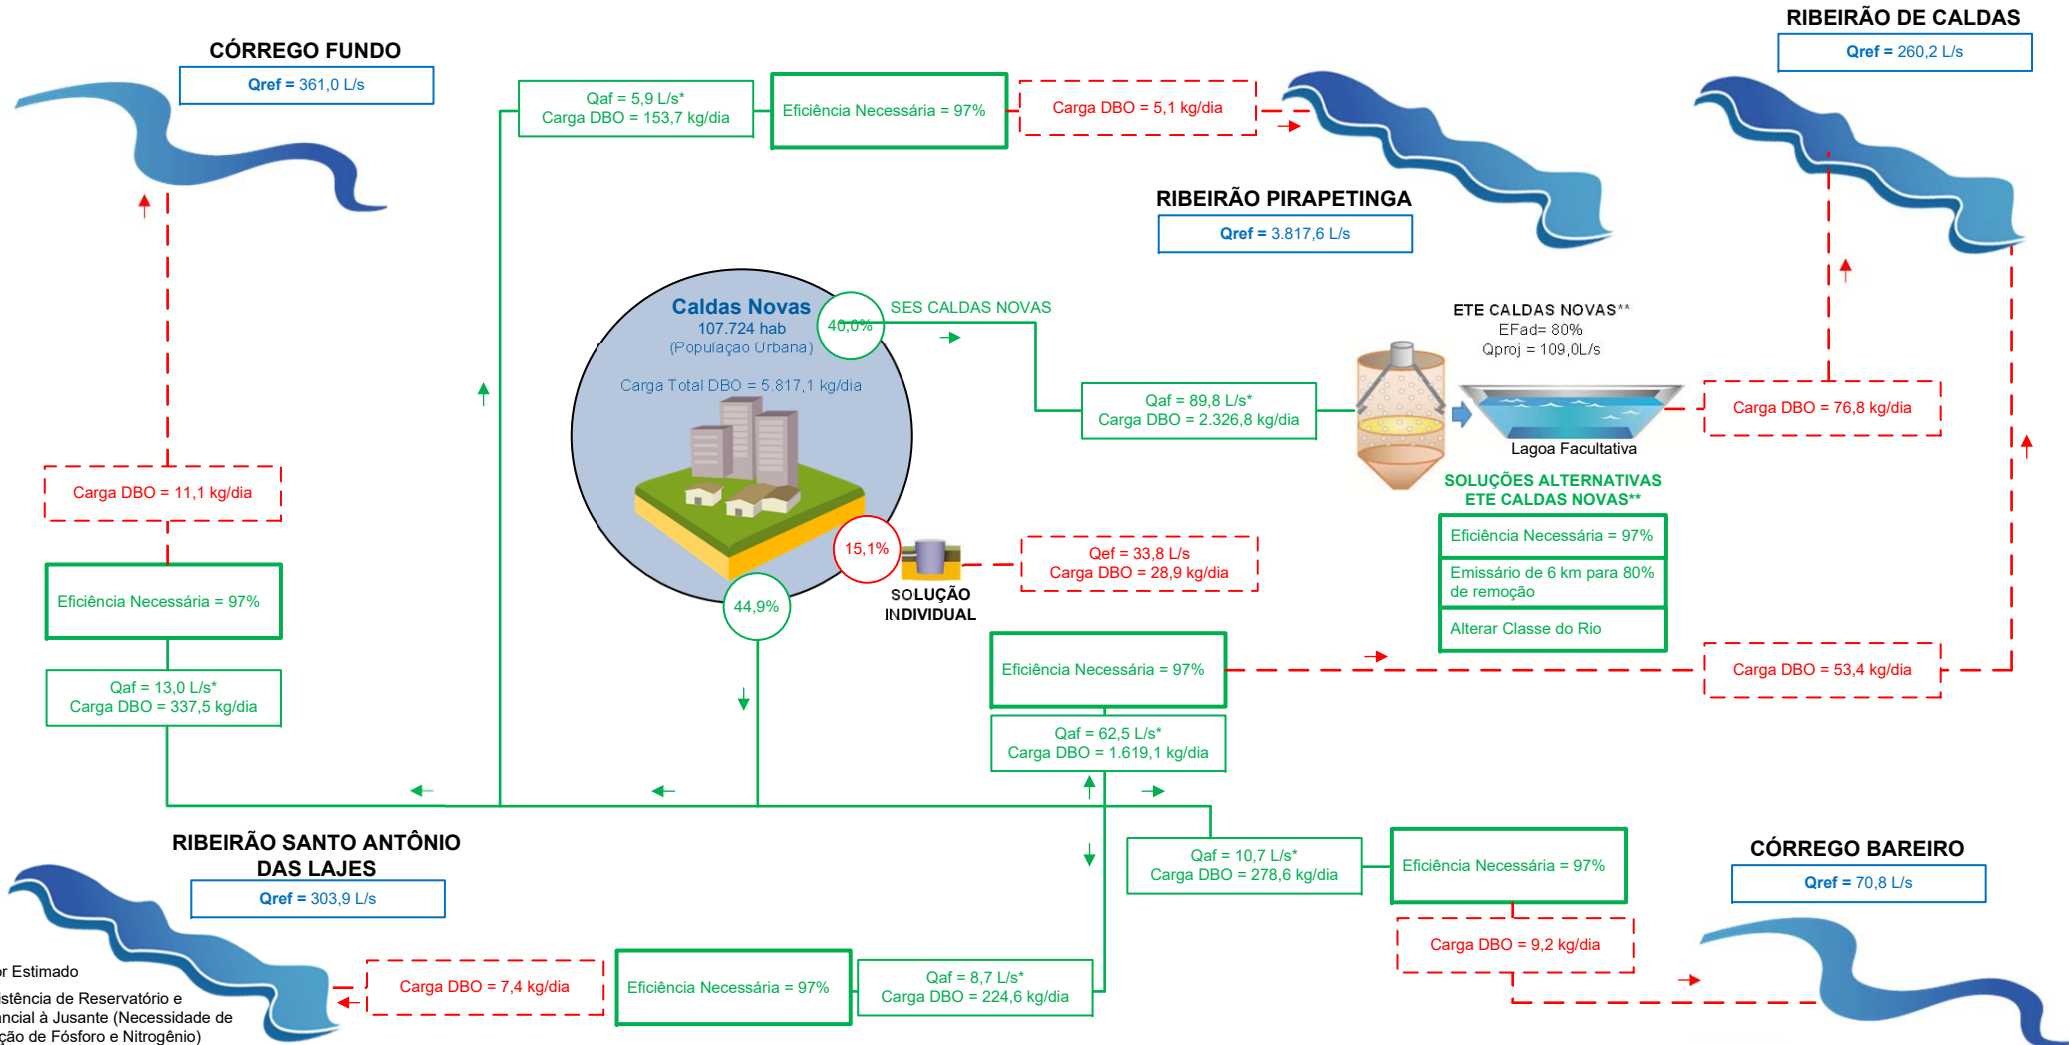 RIBEIRÃO DE CALDAS
Qref = 260,2 L/s
CÓRREGO FUNDO
Qref = 361,0 L/s
Qaf = 5,9 L/s*
Carga DBO = 153,7 kg/dia
Eficiência Necessária = 97%
Carga DBO = 5,1 kg/dia
RIBEIRÃO PIRAPETINGA
Qref = 3.817,6 L/s
Caldas Novas
107.724 hab
(População Urbana)
Carga Total DBO = 5.817,1 kg/dia
40,0%
SES CALDAS NOVAS
ETE CALDAS NOVAS**
EFad= 80%
Qproj = 109,0L/s
Qaf = 89,8 L/s*
Carga DBO = 2.326,8 kg/dia
Lagoa Facultativa
Carga DBO = 76,8 kg/dia
SOLUÇÕES ALTERNATIVAS
ETE CALDAS NOVAS**
Eficiência Necessária = 97%
Emissário de 6 km para 80%
de remoção
Alterar Classe do Rio
Carga DBO = 11,1 kg/dia
15,1%
SOLUÇÃO
INDIVIDUAL
Qef = 33,8 L/s
Carga DBO = 28,9 kg/dia
44,9%
Eficiência Necessária = 97%
Qaf = 13,0 L/s*
Carga DBO = 337,5 kg/dia
Eficiência Necessária = 97%
Carga DBO = 53,4 kg/dia
Qaf = 62,5 L/s*
Carga DBO = 1.619,1 kg/dia
RIBEIRÃO SANTO ANTÔNIO
DAS LAJES
Qref = 303,9 L/s
Qaf = 10,7 L/s*
Carga DBO = 278,6 kg/dia
Eficiência Necessária = 97%
CÓRREGO BAREIRO
Qref = 70,8 L/s
Carga DBO = 9,2 kg/dia
Carga DBO = 7,4 kg/dia
Eficiência Necessária = 97%
Qaf = 8,7 L/s*
Carga DBO = 224,6 kg/dia
Estimado
de Reservatório e
à Jusante (Necessidade de
de Fósforo e Nitrogênio)